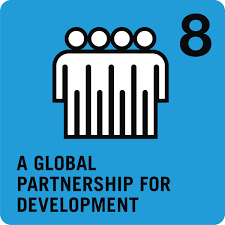 8
A GLOBAL
PARTNERSHIP FOR
DEVELOPMENT